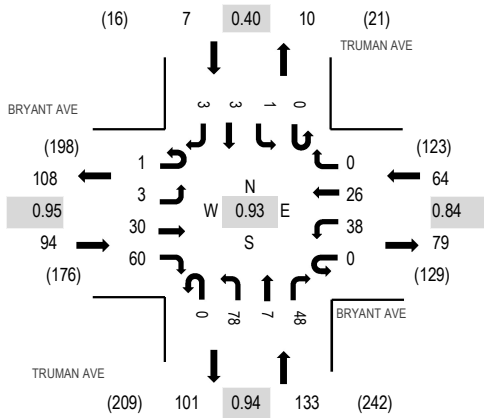 (16) 7 0.40 10 (21)
TRUMAN AVE
BRYANT AVE
3 3 1 0
(198) (123)
108 1 0 64
3 N 26
0.95 W 0.93 E 0.84
94 30 S 38 79
(176) 60 0 (129)
0 78 7 48
BRYANT AVE
TRUMAN AVE
(209) 101 0.94 133 (242)